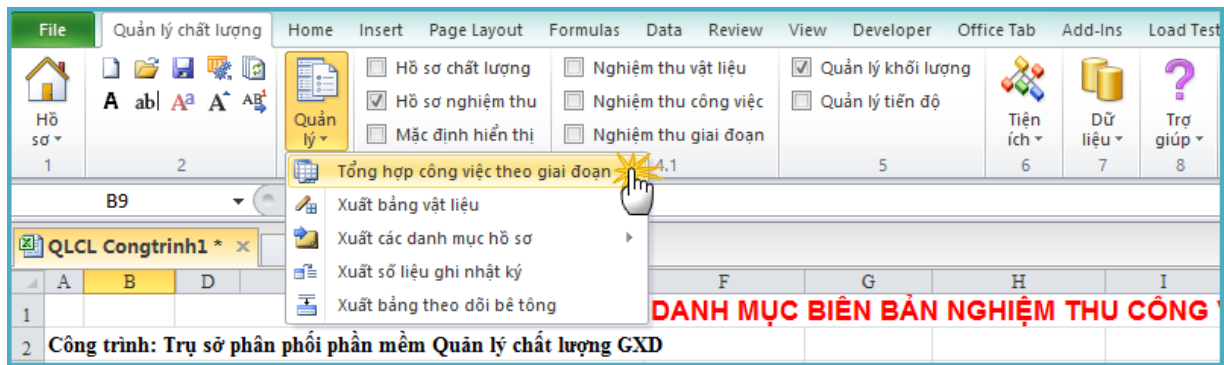 File Quản lý chất lượng Home Insert Page Layout Formulas Data Review View Developer Office Tab Add-Ins Load Test
Hồ sơ chất lượng Nghiệm thu vật liệu Quản lý khối lượng
A ab Aa A AB Hồ sơ nghiệm thu Nghiệm thu công việc Quản lý tiến độ
Hồ sơ Quản lý Mặc định hiển thị Nghiệm thu giai đoạn Tiện ích Dữ liệu Trợ giúp
1 2 4.1 5 6 7 8
Tổng hợp công việc theo giai đoạn
B9 Xuất bảng vật liệu
QLCL Congtrinh1 * Xuất các danh mục hồ sơ
Xuất số liệu ghi nhật ký
A B D F G H I
Xuất bảng theo dõi bê tông
1 DANH MỤC BIÊN BẢN NGHIỆM THU CÔNG
2 Công trình: Trụ sở phân phối phần mềm Quản lý chất lượng GXD